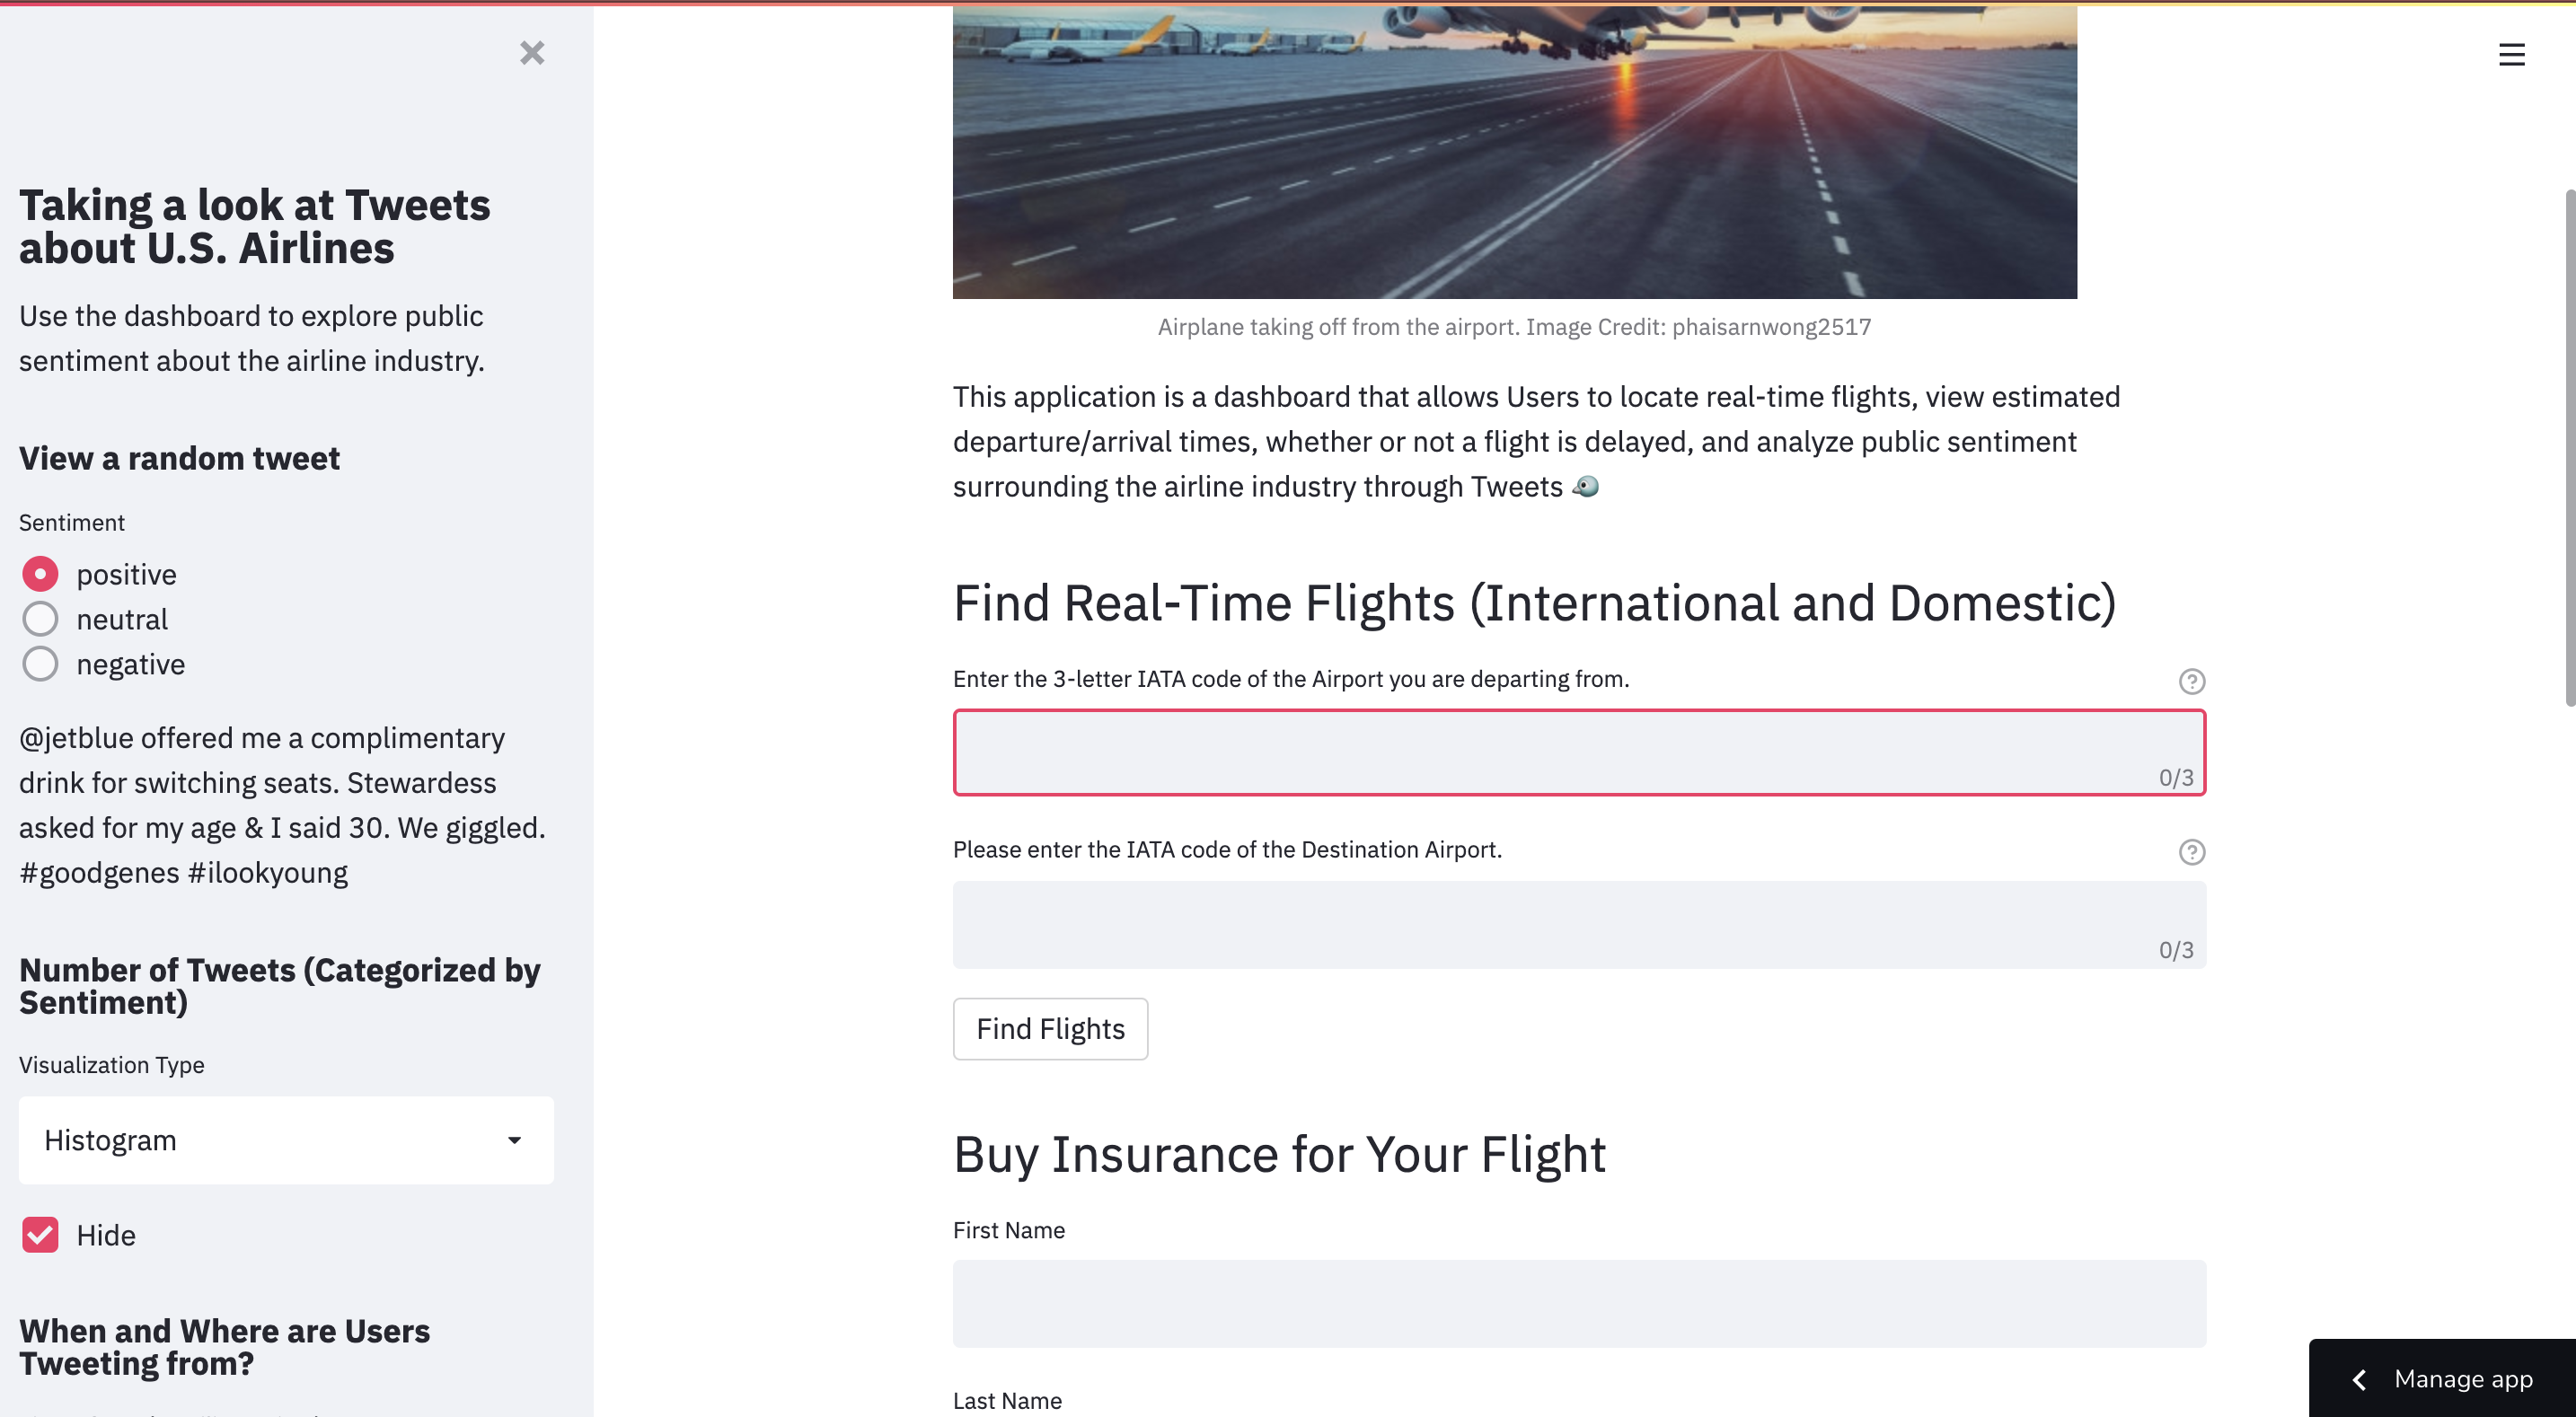 Taking a look at Tweets
about U.S. Airlines
Use the dashboard to explore public
sentiment about the airline industry.
View a random tweet
Sentiment
positive
neutral
negative
@jetblue offered me a complimentary
drink for switching seats. Stewardess
asked for my age & I said 30. We giggled.
#goodgenes #ilookyoung
Number of Tweets (Categorized by
Sentiment)
Visualization Type
Histogram
Hide
When and Where are Users
Tweeting from?
Airplane taking off from the airport. Image Credit: phaisarnwong2517
This application is a dashboard that allows Users to locate real-time flights, view estimated
departure/arrival times, whether or not a flight is delayed, and analyze public sentiment
surrounding the airline industry through Tweets 🐦
Find Real-Time Flights (International and Domestic)
Enter the 3-letter IATA code of the Airport you are departing from.
0/3
Please enter the IATA code of the Destination Airport.
0/3
Find Flights
Buy Insurance for Your Flight
First Name
Last Name
Manage app